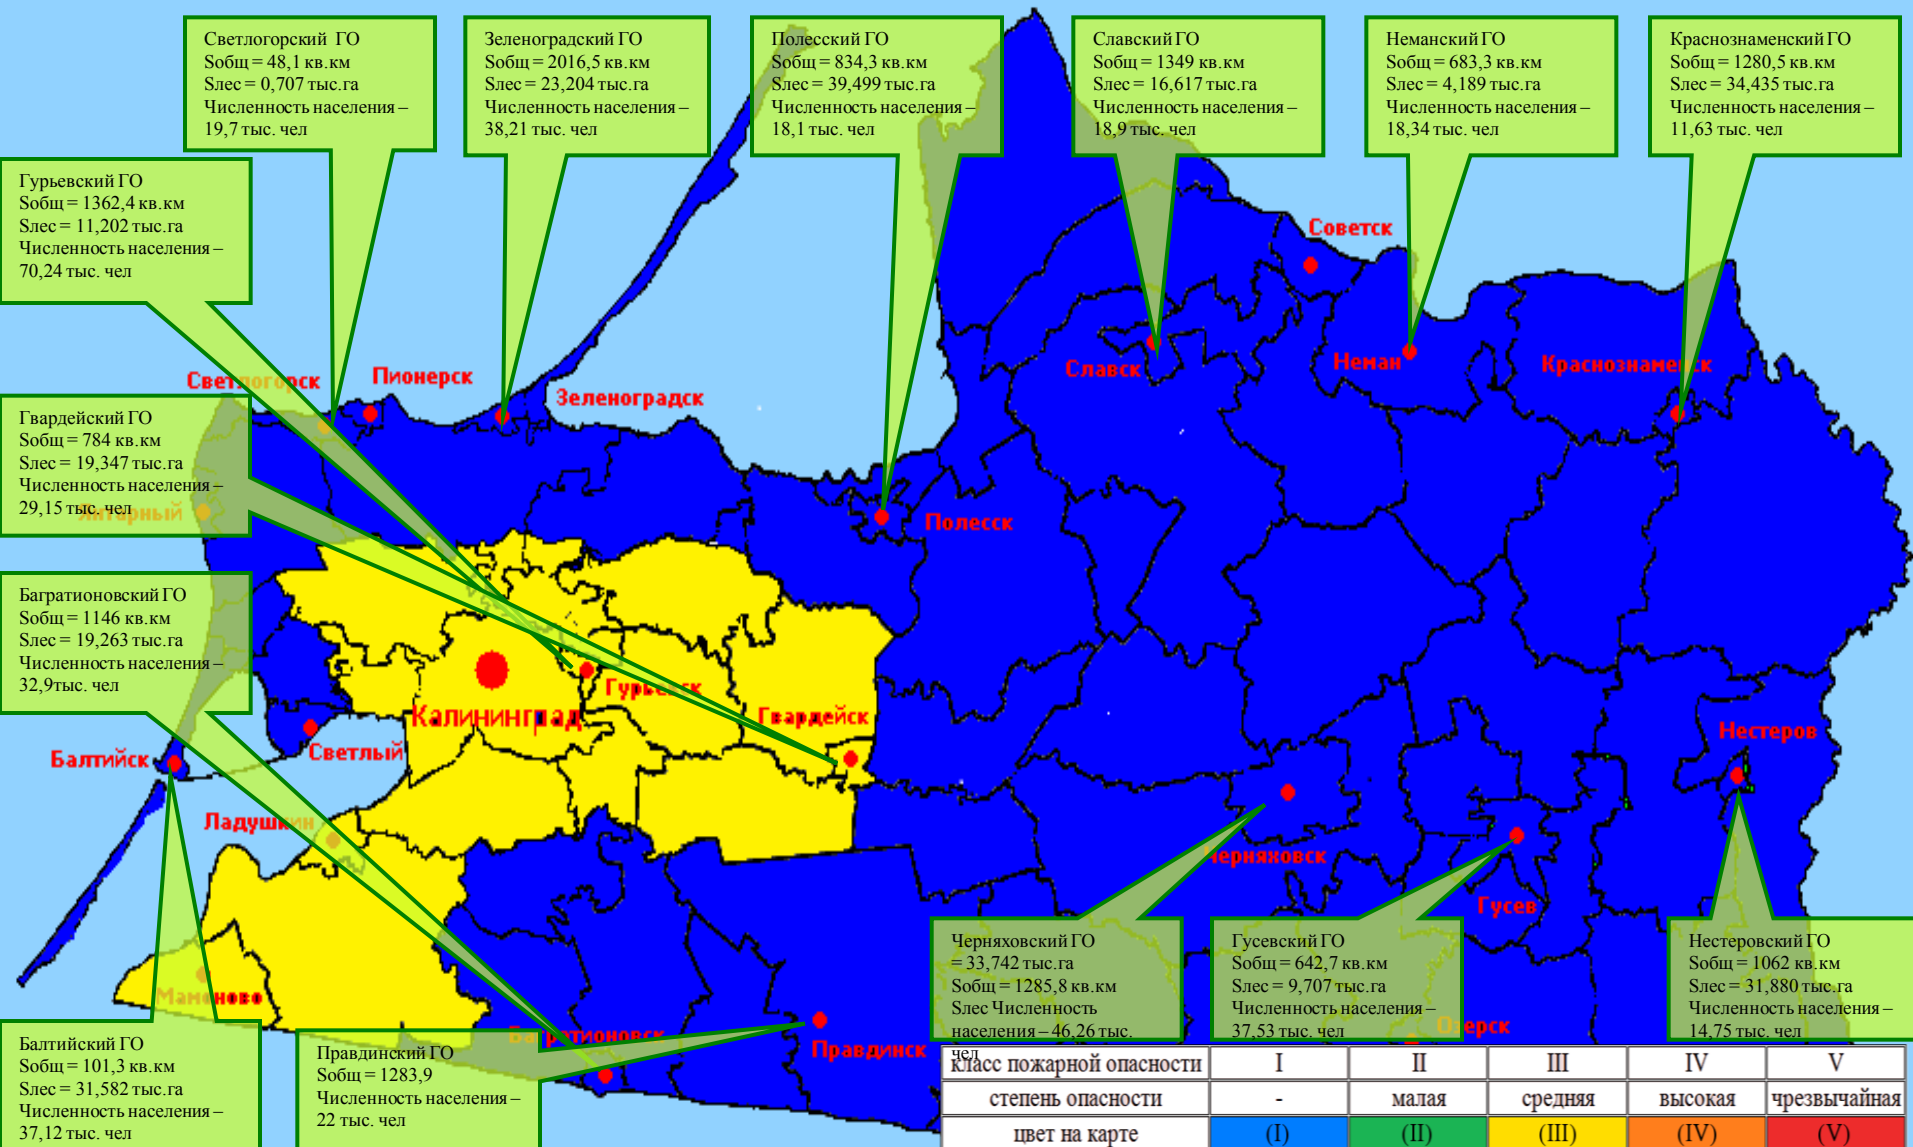 Светлогорский ГО
Sобщ = 48,1 кв.км
Sлес = 0,707 тыс.га
Численность населения –
19,7 тыс. чел
Зеленоградский ГО
Sобщ = 2016,5 кв.км
Sлес = 23,204 тыс.га
Численность населения –
38,21 тыс. чел
Полесский ГО
Sобщ = 834,3 кв.км
Sлес = 39,499 тыс.га
Численность населения –
18,1 тыс. чел
Славский ГО
Sобщ = 1349 кв.км
Sлес = 16,617 тыс.га
Численность населения –
18,9 тыс. чел
Неманский ГО
Sобщ = 683,3 кв.км
Sлес = 4,189 тыс.га
Численность населения –
18,34 тыс. чел
Краснознаменский ГО
Sобщ = 1280,5 кв.км
Sлес = 34,435 тыс.га
Численность населения –
11,63 тыс. чел
Гурьевский ГО
Sобщ = 1362,4 кв.км
Sлес = 11,202 тыс.га
Численность населения –
70,24 тыс. чел
Советск
Неман
Славск
Краснознаменск
Светлогорск
Пионерск
Зеленоградск
Гвардейский ГО
Sобщ = 784 кв.км
Sлес = 19,347 тыс.га
Численность населения –
29,15 тыс. чел
Янтарный
Полесск
Багратионовский ГО
Sобщ = 1146 кв.км
Sлес = 19,263 тыс.га
Численность населения –
32,9тыс. чел
Гурьевск
Калининград
Гвардейск
Нестеров
Светлый
Балтийск
Ладушкин
Черняховск
Гусев
Мамоново
Черняховский ГО
= 33,742 тыс.га
Sобщ = 1285,8 кв.км
Sлес Численность
населения – 46,26 тыс.
чел
Гусевский ГО
Sобщ = 642,7 кв.км
Sлес = 9,707 тыс.га
Численность населения –
37,53 тыс. чел
Нестеровский ГО
Sобщ = 1062 кв.км
Sлес = 31,880 тыс.га
Численность населения –
14,75 тыс. чел
Озерск
Багратионовск
Правдинск
Балтийский ГО
Sобщ = 101,3 кв.км
Sлес = 31,582 тыс.га
Численность населения –
37,12 тыс. чел
Правдинский ГО
Sобщ = 1283,9
Численность населения –
22 тыс. чел
класс пожарной опасности I II III IV V
степень опасности - малая средняя высокая чрезвычайная
цвет на карте (I) (II) (III) (IV) (V)